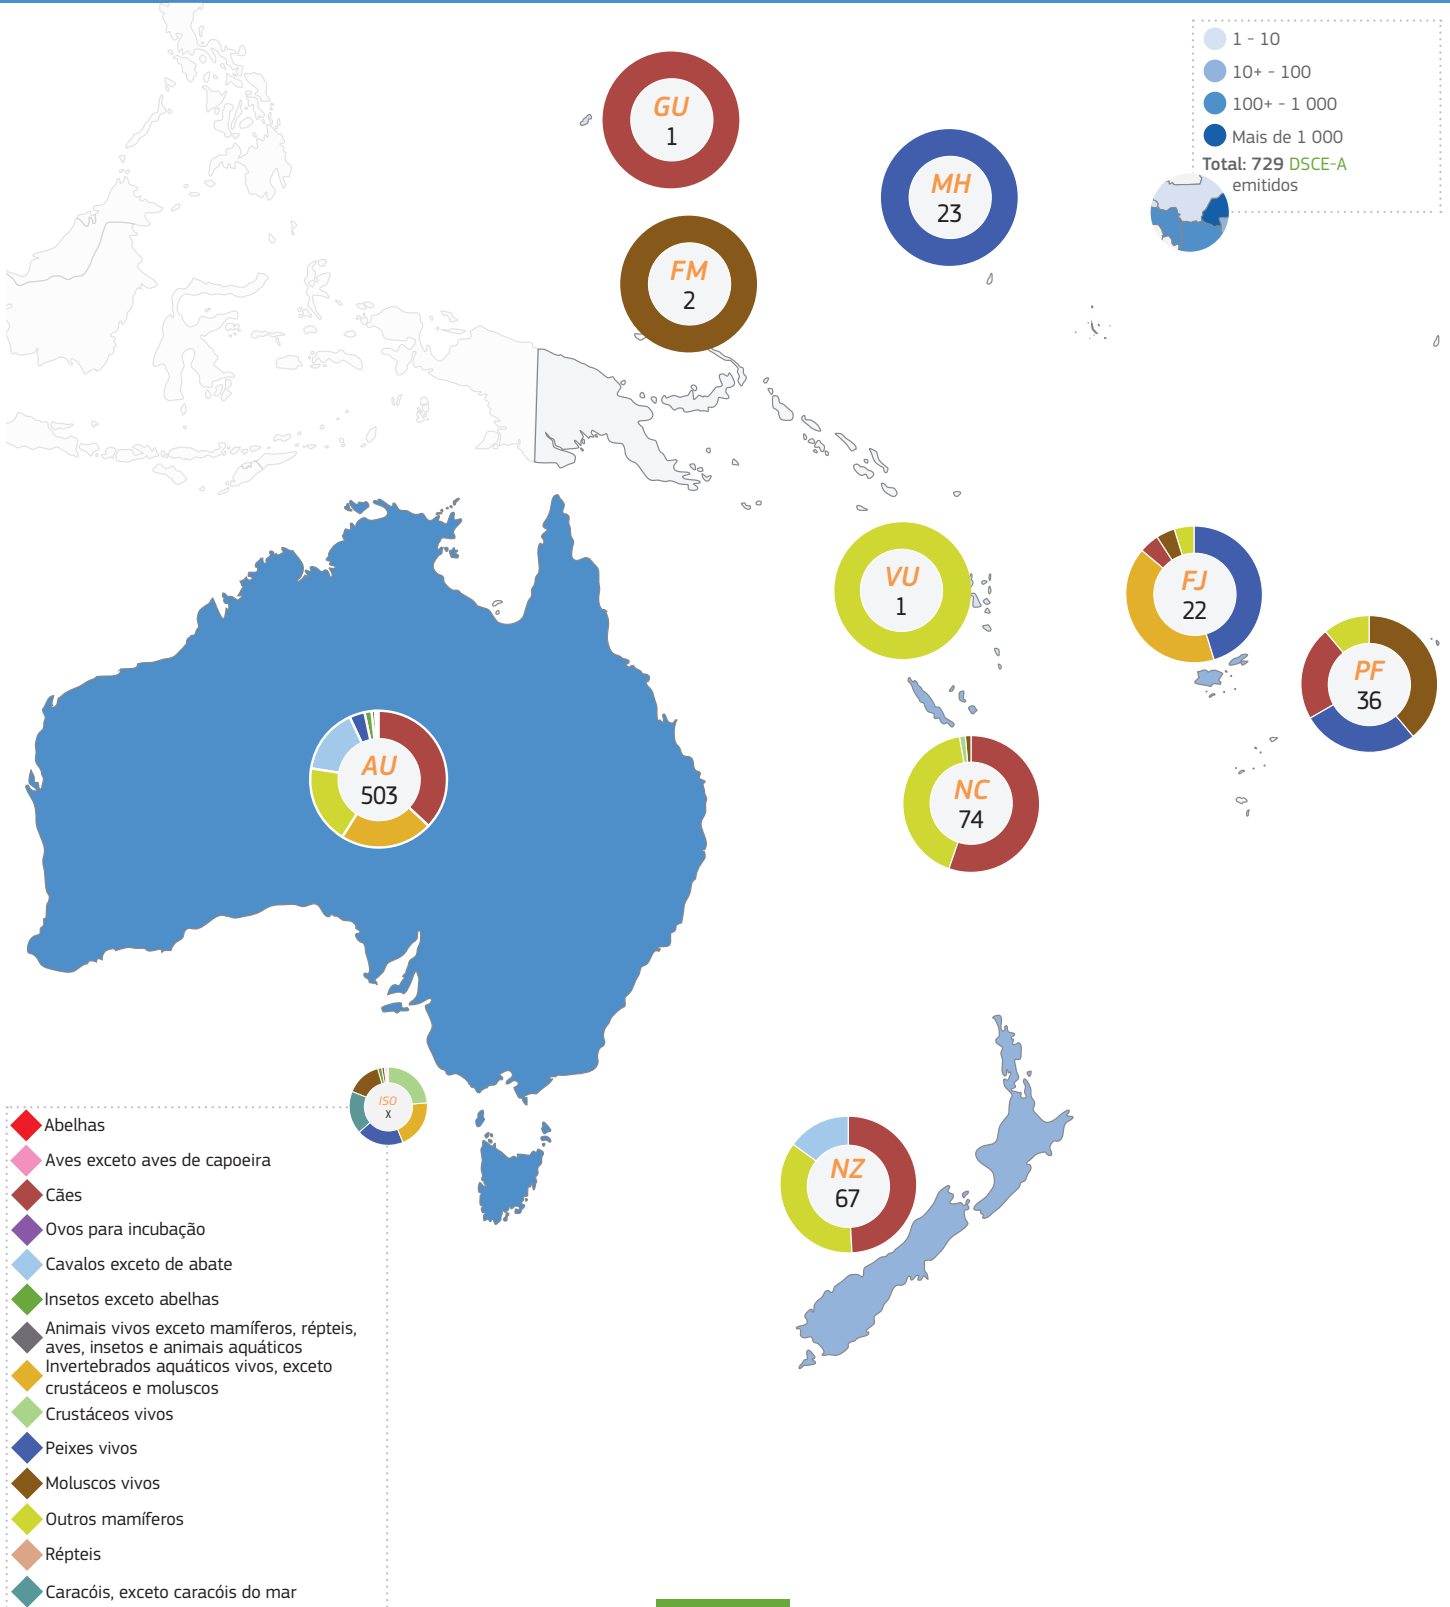 1 - 10
10+ - 100
100+ - 1 000
Mais de 1 000
Total: 729 DSCE-A
emitidos
GU
1
MH
23
FM
2
VU
1
FJ
22
PF
36
AU
503
NC
74
NZ
67
ISO
X
Abelhas
Aves exceto aves de capoeira
Cães
Ovos para incubação
Cavalos exceto de abate
Insetos exceto abelhas
Animais vivos exceto mamíferos, répteis,
aves, insetos e animais aquáticos
Invertebrados aquáticos vivos, exceto
crustáceos e moluscos
Crustáceos vivos
Peixes vivos
Moluscos vivos
Outros mamíferos
Répteis
Caracóis, exceto caracóis do mar